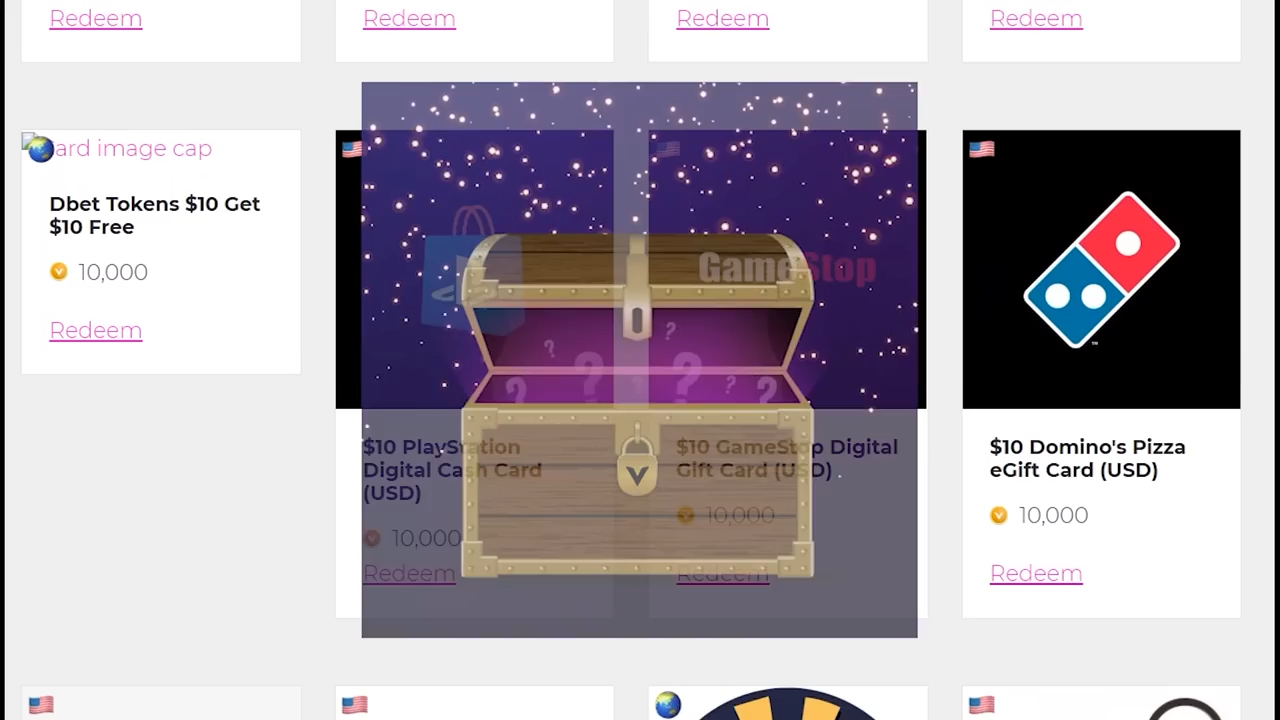 Redeem
Redeem
Redeem
Redeem
ard image cap
Dbet Tokens $10 Get
$10 Free
10,000
Redeem
GameStop
$10 PlayStation
Digital Cash Card
(USD)
10,000
Redeem
$10 GameStop Digital
Gift Card (USD)
10,000
Redeem
$10 Domino's Pizza
eGift Card (USD)
10,000
Redeem